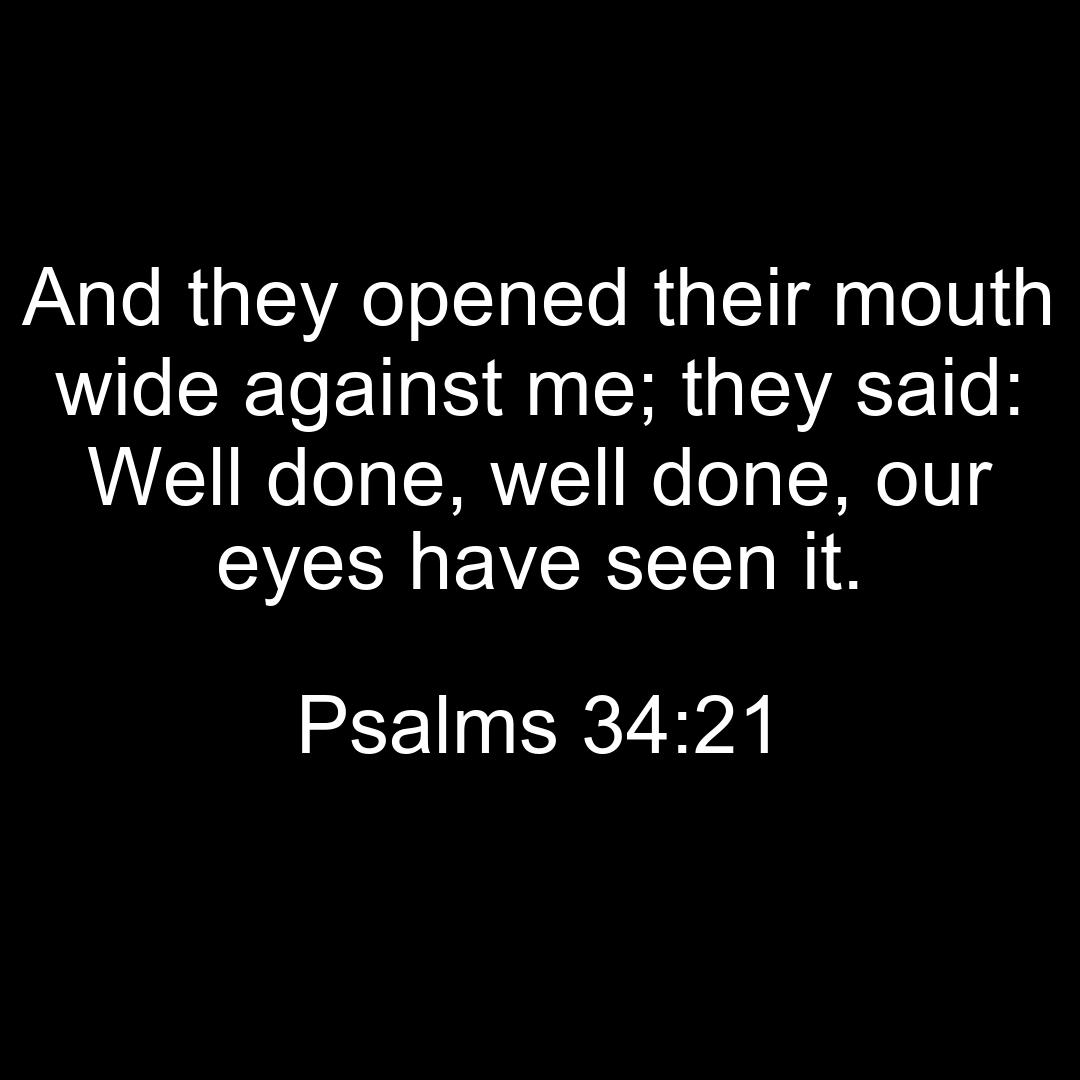 And they opened their mouth
wide against me; they said:
Well done, well done, our
eyes have seen it.
Psalms 34:21